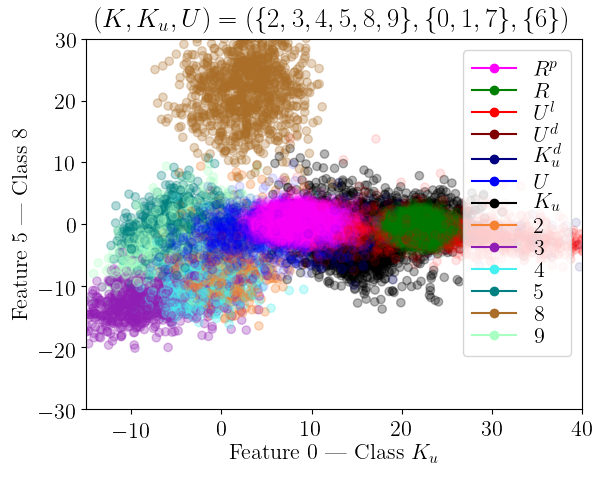 (K, K_u, U) = ({2, 3, 4, 5, 8, 9}, {0, 1, 7}, {6})
Feature 5 — Class 8
30
20
10
0
−10
−20
−30
−10
0
10
20
30
40
Feature 0 — Class K_u
R^p
R
U^l
U^d
K_u^d
U
K_u
2
3
4
5
8
9